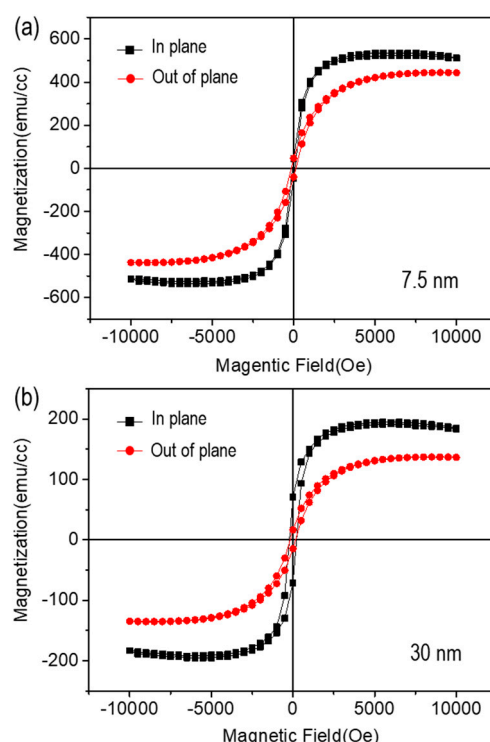 (a)
600
400
200
0
-200
-400
-600
Magnetization(emu/cc)
In plane
Out of plane
7.5 nm
-10000 -5000 0 5000 10000
Magentic Field(Oe)
(b)
200
100
0
-100
-200
Magnetization(emu/cc)
In plane
Out of plane
30 nm
-10000 -5000 0 5000 10000
Magnetic Field(Oe)